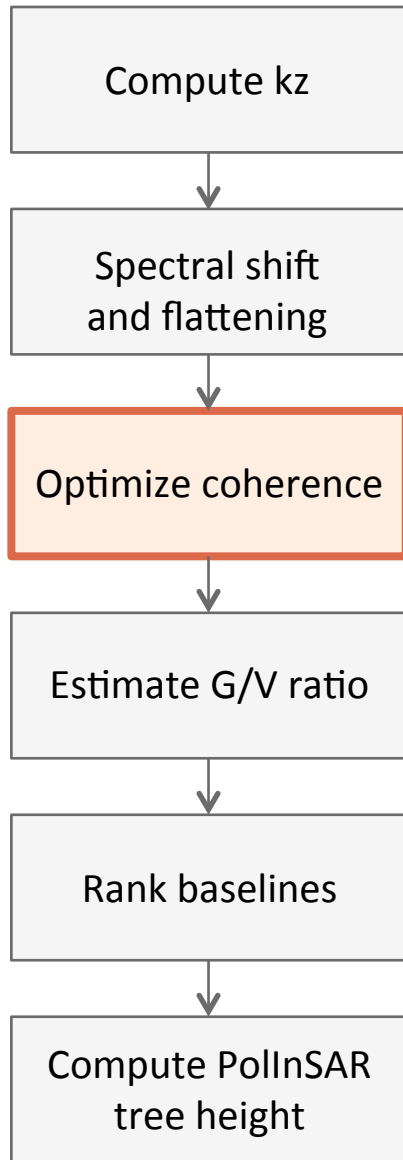 Compute kz
Spectral shift
and flattening
Optimize coherence
Estimate G/V ratio
Rank baselines
Compute PolInSAR
tree height